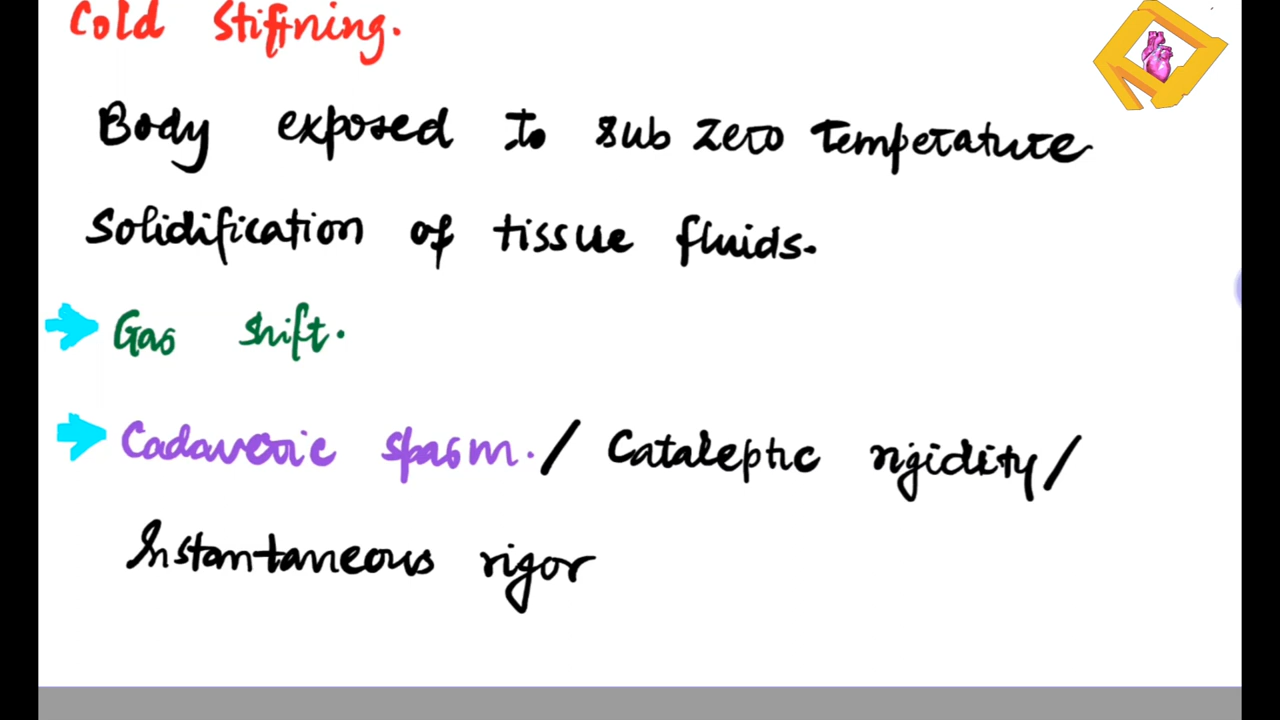 Cold Stiffning.
Body exposed to sub zero Temperature
Solidification of tissue fluids.
Gas shift.
Cadaveric spasm. / Cataleptic rigidity /
Instantaneous rigor